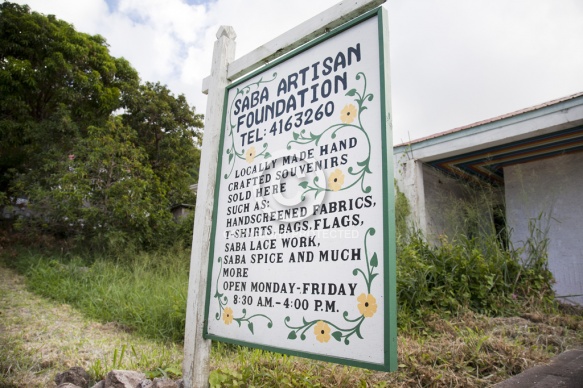 SABA ARTISAN
FOUNDATION
TEL: 4163260
LOCALLY MADE HAND
CRAFTED SOUVENIRS
SOLD HERE
SUCH AS:
HANDSCREENED FABRICS,
T-SHIRTS, BAGS, FLAGS,
SABA LACE WORK,
SABA SPICE AND MUCH
MORE
OPEN MONDAY-FRIDAY
8:30 A.M.-4:00 P.M.